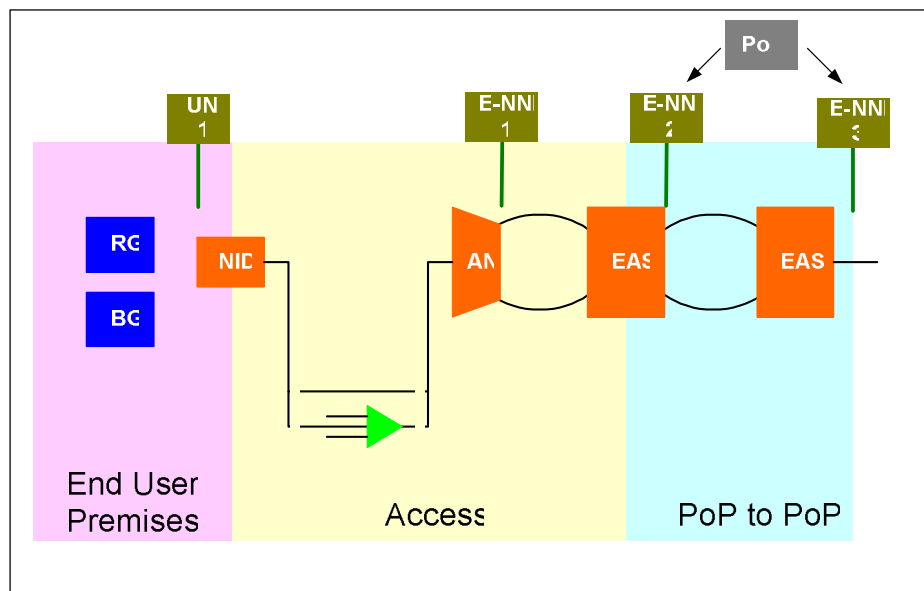 Po
UN
1
E-NN
1
E-NN
2
E-NN
3
RG
BG
NID
AN
EAS
EAS
End User
Premises
Access
PoP to PoP